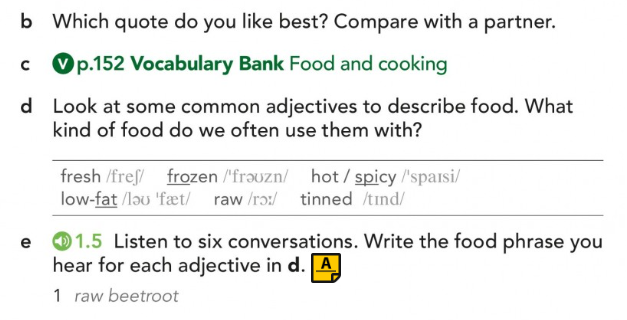 b Which quote do you like best? Compare with a partner.
c V p.152 Vocabulary Bank Food and cooking
d Look at some common adjectives to describe food. What
kind of food do we often use them with?
fresh /freʃ/ frozen /ˈfrəʊzn/ hot / spicy /ˈspaɪsi/
low-fat /ləʊ ˈfæt/ raw /rɔː/ tinned /tɪnd/
e 1.5 Listen to six conversations. Write the food phrase you
hear for each adjective in d. A
1 raw beetroot